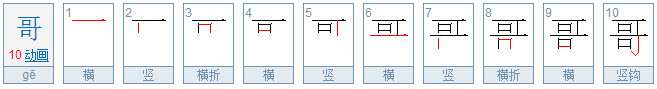 哥 1 2 3 4 5 6 7 8 9 10
10 动画
gē 横 竖 横折 横 竖 横 竖 横折 横 竖钩